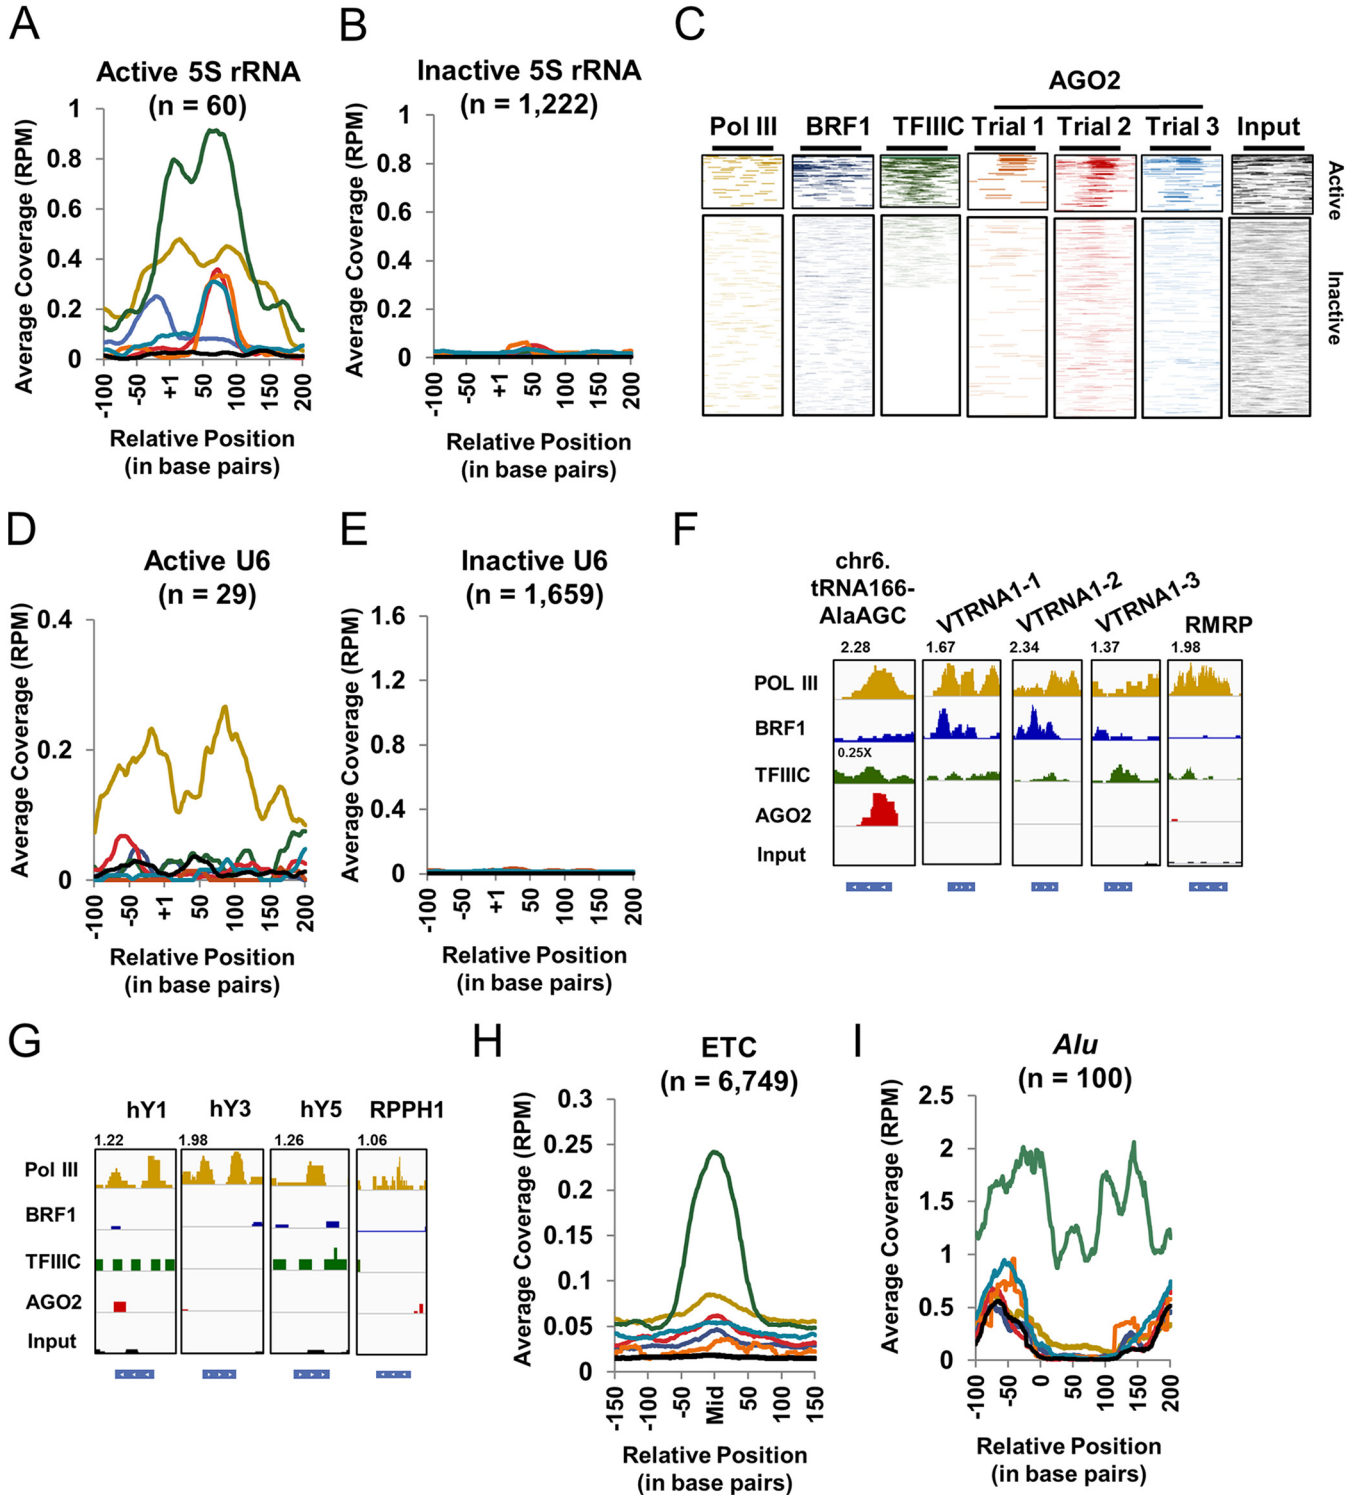 A
Active 5S rRNA
(n = 60)
Average Coverage (RPM)
1
0.8
0.6
0.4
0.2
0
-100
-50
+1
50
100
150
200
Relative Position
(in base pairs)
B
Inactive 5S rRNA
(n = 1,222)
Average Coverage (RPM)
1
0.8
0.6
0.4
0.2
0
-100
-50
+1
50
100
150
200
Relative Position
(in base pairs)
C
AGO2
Pol III BRF1 TFIIIC Trial 1 Trial 2 Trial 3 Input
Active
Inactive
D
Active U6
(n = 29)
Average Coverage (RPM)
0.4
0.2
0
-100
-50
+1
50
100
150
200
Relative Position
(in base pairs)
E
Inactive U6
(n = 1,659)
Average Coverage (RPM)
1.6
1.2
0.8
0.4
0
-100
-50
+1
50
100
150
200
Relative Position
(in base pairs)
F
chr6.
tRNA166-
AlaAGC
VTRNA1-1
VTRNA1-2
VTRNA1-3
RMRP
2.28 1.67 2.34 1.37 1.98
POL III
BRF1
0.25X
TFIIIC
AGO2
Input
G
hY1 hY3 hY5 RPPH1
1.22 1.98 1.26 1.06
Pol III
BRF1
TFIIIC
AGO2
Input
H
ETC
(n = 6,749)
Average Coverage (RPM)
0.3
0.25
0.2
0.15
0.1
0.05
0
-150
-100
-50
Mid
50
100
150
Relative Position
(in base pairs)
I
Alu
(n = 100)
Average Coverage (RPM)
2.5
2
1.5
1
0.5
0
-100
-50
0
50
100
150
200
Relative Position
(in base pairs)